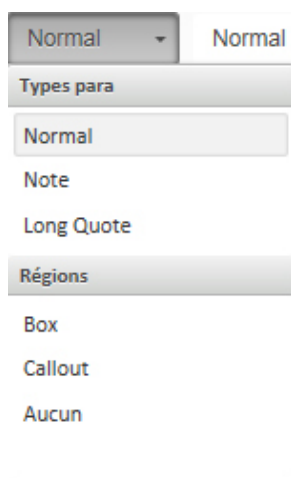 Normal Normal
Types para
Normal
Note
Long Quote
Régions
Box
Callout
Aucun